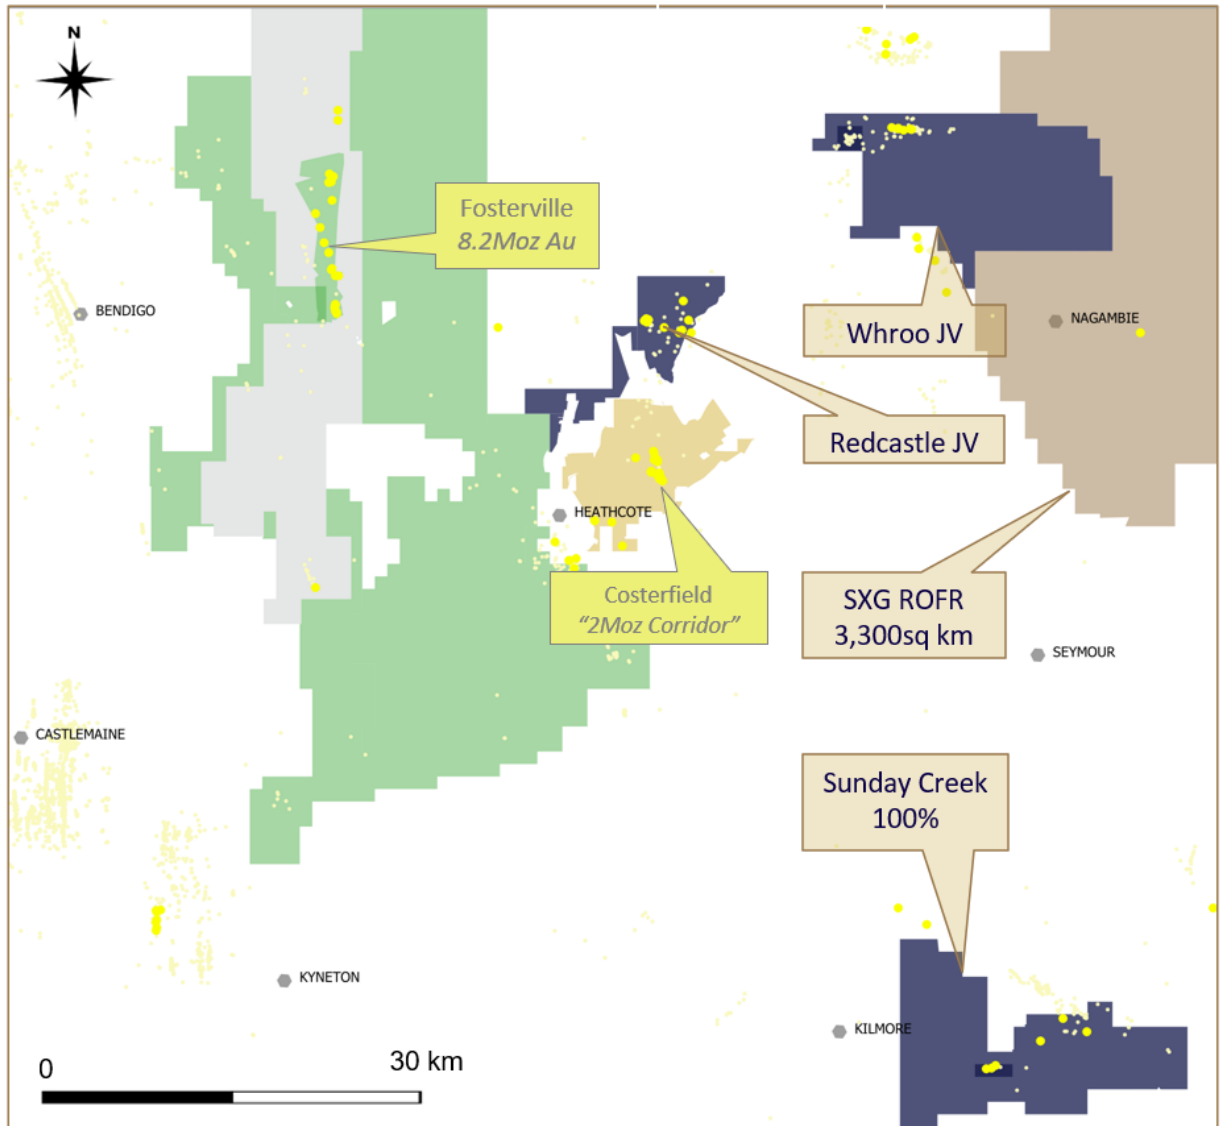 N
Fosterville
8.2Moz Au
BENDIGO
Whroo JV
NAGAMBIE
Redcastle JV
HEATHCOTE
Costerfield
“2Moz Corridor”
SXG ROFR
3,300sq km
SEYMOUR
CASTLEMAINE
Sunday Creek
100%
KYNETON
KILMORE
0
30 km